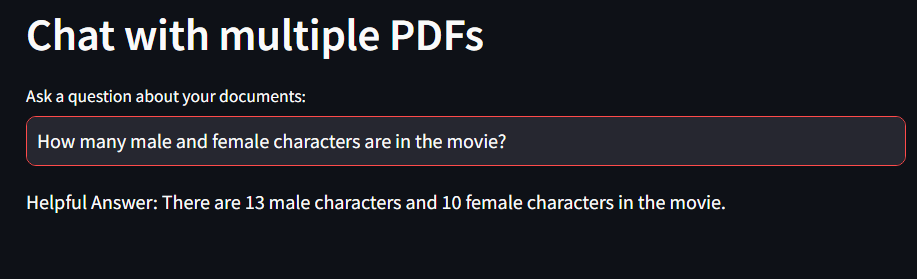 Chat with multiple PDFs
Ask a question about your documents:
How many male and female characters are in the movie?
Helpful Answer: There are 13 male characters and 10 female characters in the movie.